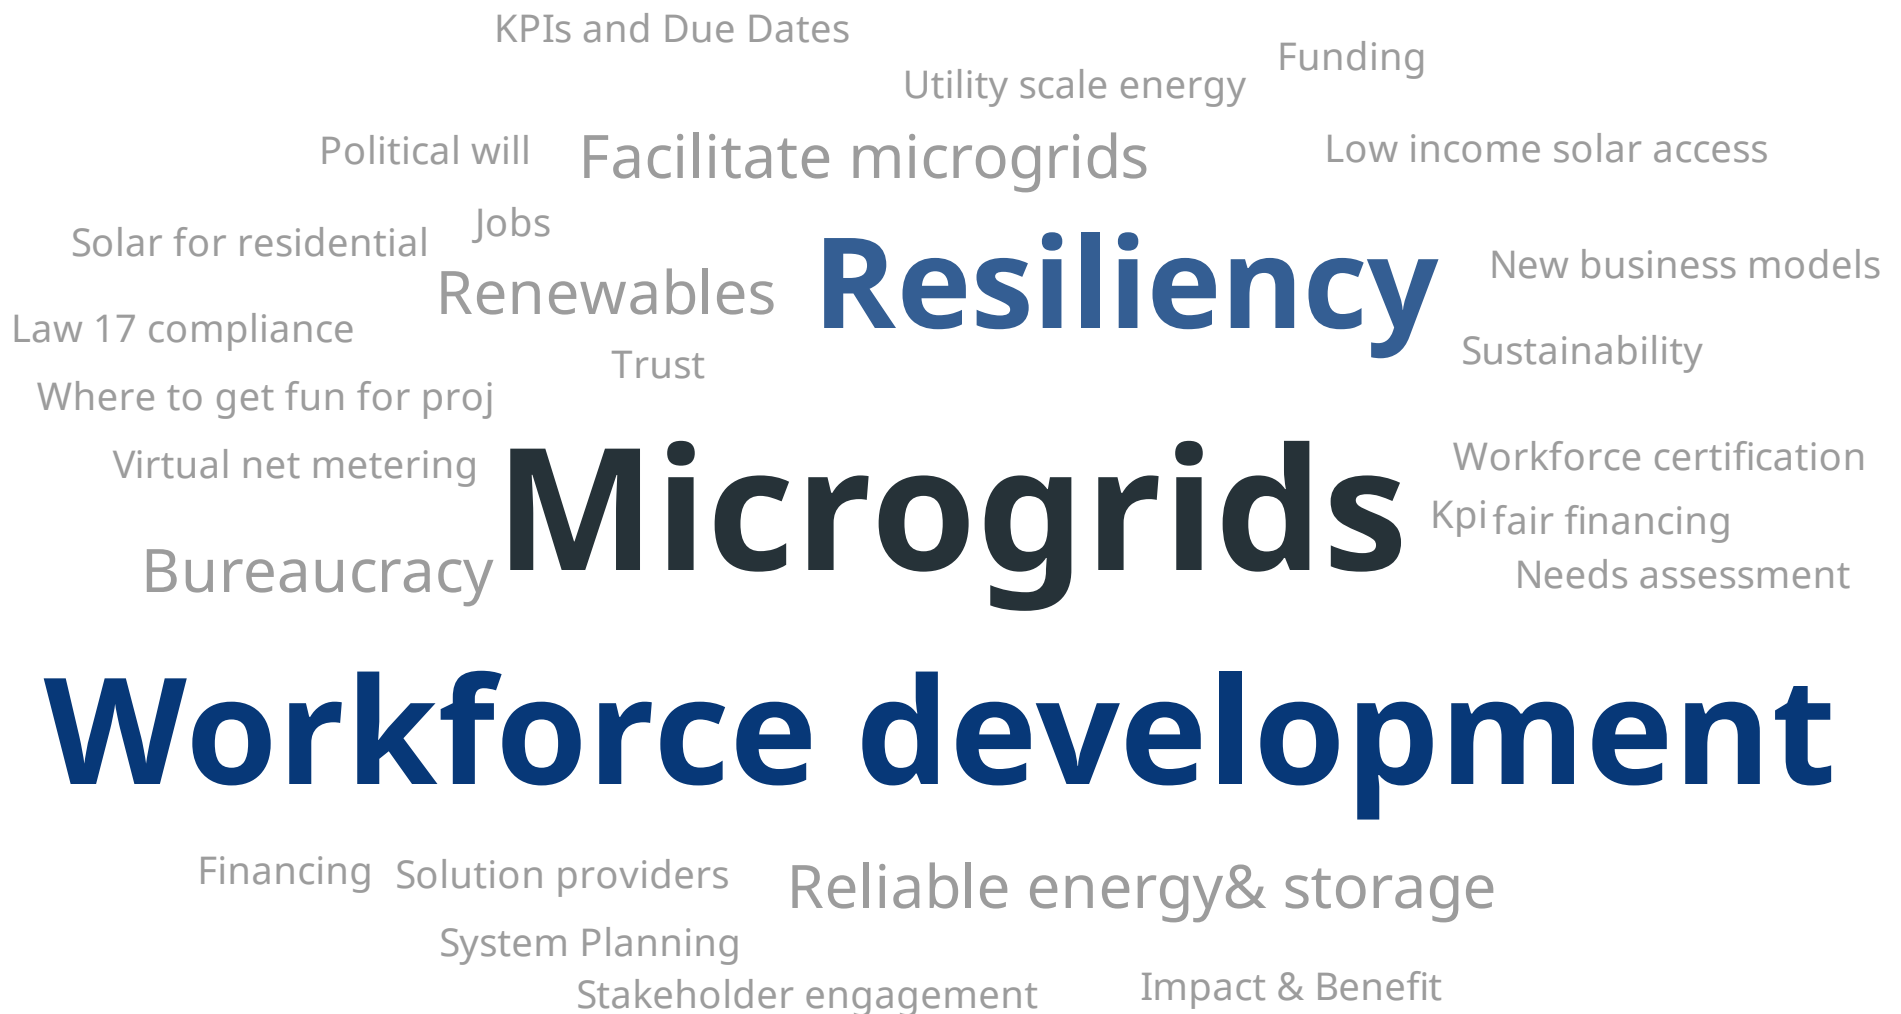 KPIs and Due Dates
Funding
Utility scale energy
Political will
Facilitate microgrids
Low income solar access
Jobs
Solar for residential
Resiliency
New business models
Renewables
Law 17 compliance
Sustainability
Trust
Where to get fun for proj
Virtual net metering
Microgrids
Workforce certification
Kpi
fair financing
Bureaucracy
Needs assessment
Workforce development
Financing
Solution providers
Reliable energy& storage
System Planning
Stakeholder engagement
Impact & Benefit